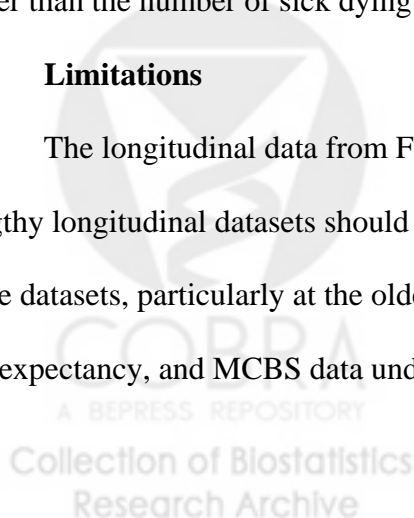 er than the number of sick dying
Limitations
The longitudinal data from F
gthy longitudinal datasets should
e datasets, particularly at the olde
expectancy, and MCBS data und
COBRA
A BEPRESS REPOSITORY
Collection of Biostatistics
Research Archive